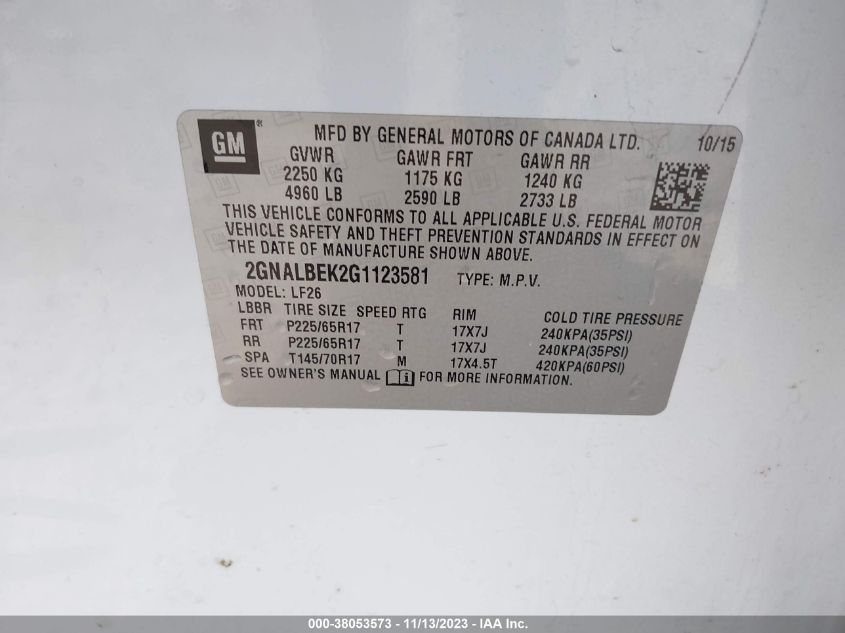 GM® MFD BY GENERAL MOTORS OF CANADA LTD. 10/15
GVWR GAWR FRT GAWR RR
2250 KG 1175 KG 1240 KG
4960 LB 2590 LB 2733 LB
THIS VEHICLE CONFORMS TO ALL APPLICABLE U.S. FEDERAL MOTOR
VEHICLE SAFETY AND THEFT PREVENTION STANDARDS IN EFFECT ON
THE DATE OF MANUFACTURE SHOWN ABOVE.
2GNALBEK2G1123581 TYPE: M.P.V.
MODEL: LF26
LBBR TIRE SIZE SPEED RTG RIM COLD TIRE PRESSURE
FRT P225/65R17 T 17X7J 240KPA(35PSI)
RR P225/65R17 T 17X7J 240KPA(35PSI)
SPA T145/70R17 M 17X4.5T 420KPA(60PSI)
SEE OWNER'S MANUAL FOR MORE INFORMATION.
000-38053573 - 11/13/2023 - IAA Inc.